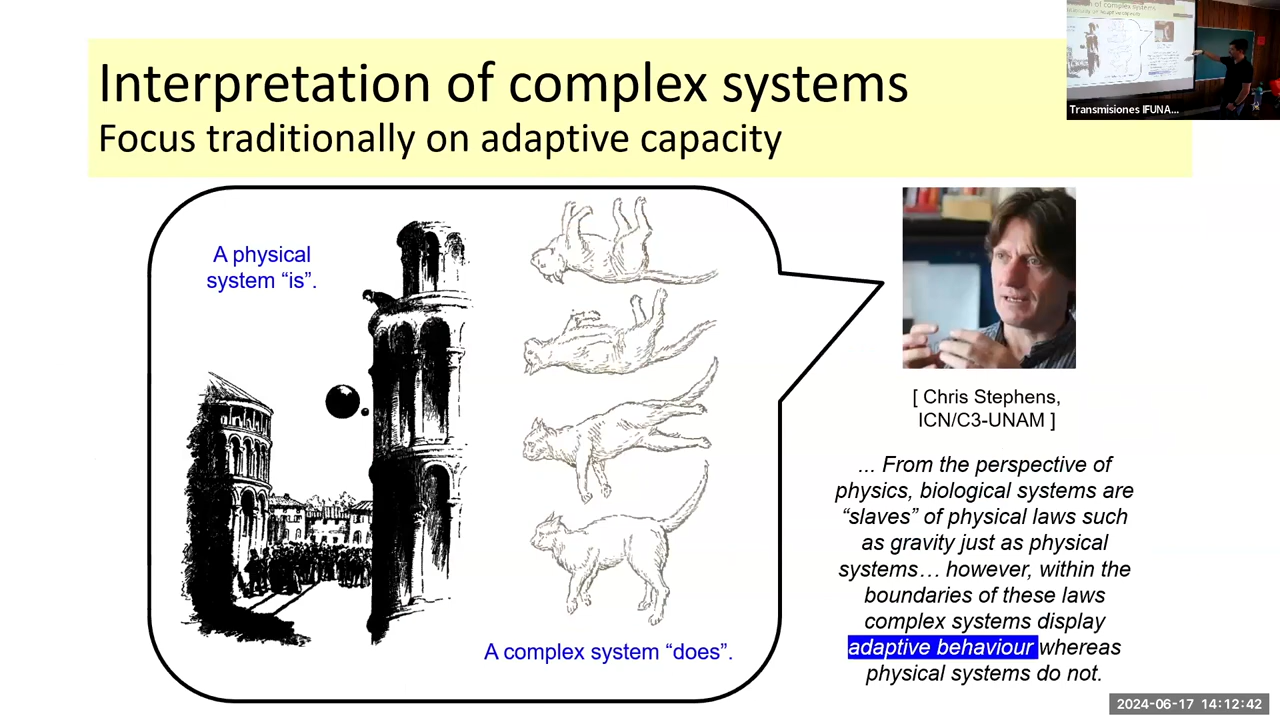 Interpretation of complex systems
Focus traditionally on adaptive capacity
Transmisiones IFUNA...
A physical
system “is”.
A complex system “does”.
[ Chris Stephens,
ICN/C3-UNAM ]
... From the perspective of
physics, biological systems are
“slaves” of physical laws such
as gravity just as physical
systems… however, within the
boundaries of these laws
complex systems display
adaptive behaviour whereas
physical systems do not.
2024-06-17 14:12:42